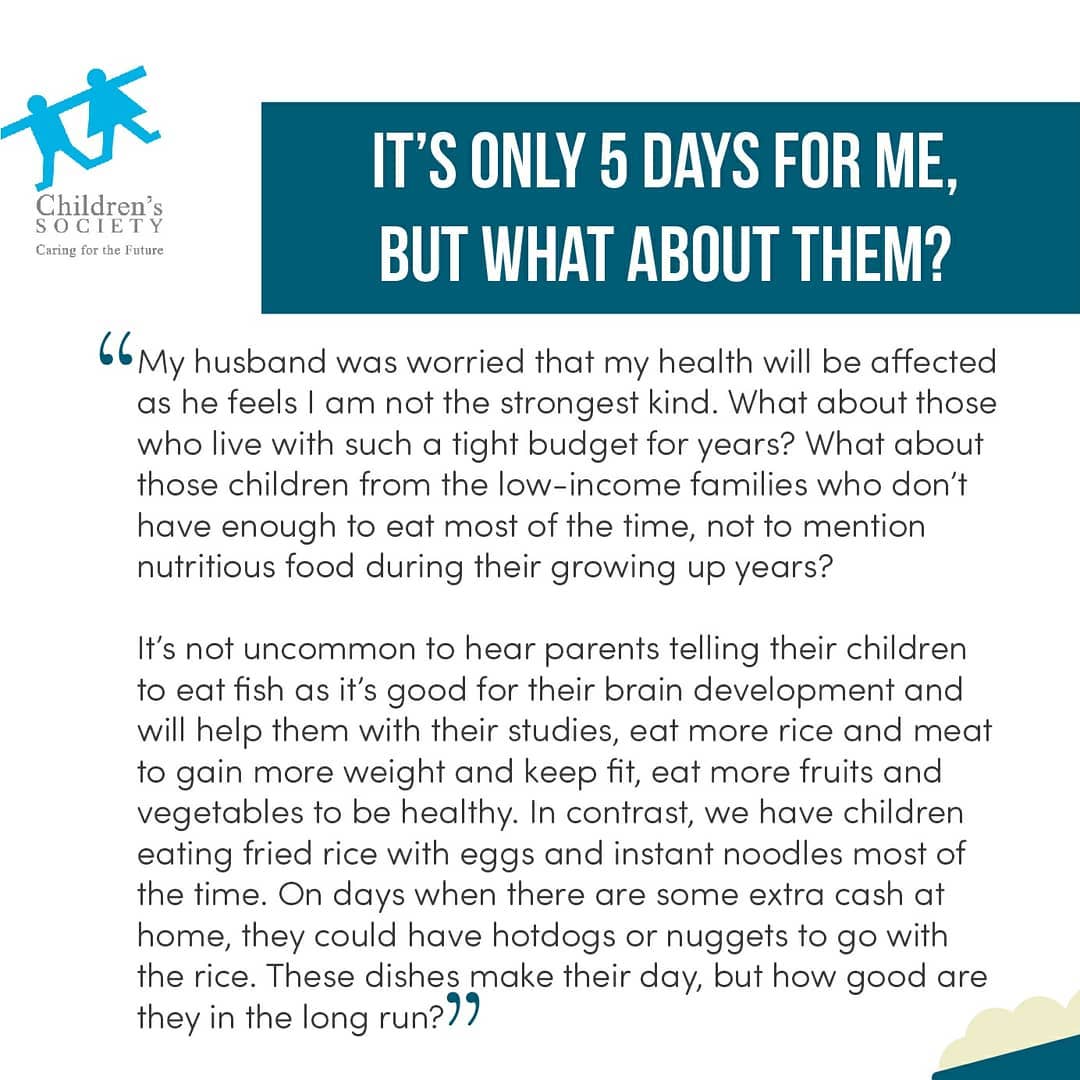 Children's
SOCIETY
Caring for the Future
IT'S ONLY 5 DAYS FOR ME,
BUT WHAT ABOUT THEM?
“My husband was worried that my health will be affected
as he feels I am not the strongest kind. What about those
who live with such a tight budget for years? What about
those children from the low-income families who don't
have enough to eat most of the time, not to mention
nutritious food during their growing up years?
It's not uncommon to hear parents telling their children
to eat fish as it's good for their brain development and
will help them with their studies, eat more rice and meat
to gain more weight and keep fit, eat more fruits and
vegetables to be healthy. In contrast, we have children
eating fried rice with eggs and instant noodles most of
the time. On days when there are some extra cash at
home, they could have hotdogs or nuggets to go with
the rice. These dishes make their day, but how good are
they in the long run?”